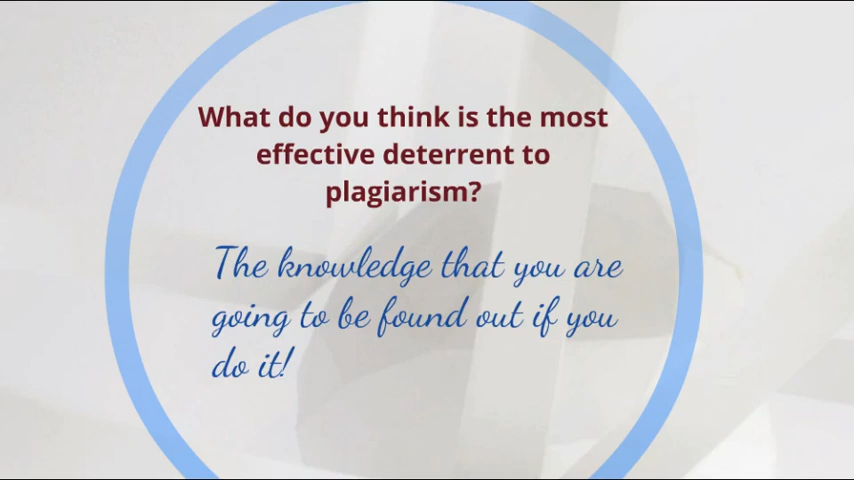 What do you think is the most
effective deterrent to
plagiarism?
The knowledge that you are
going to be found out if you
do it!